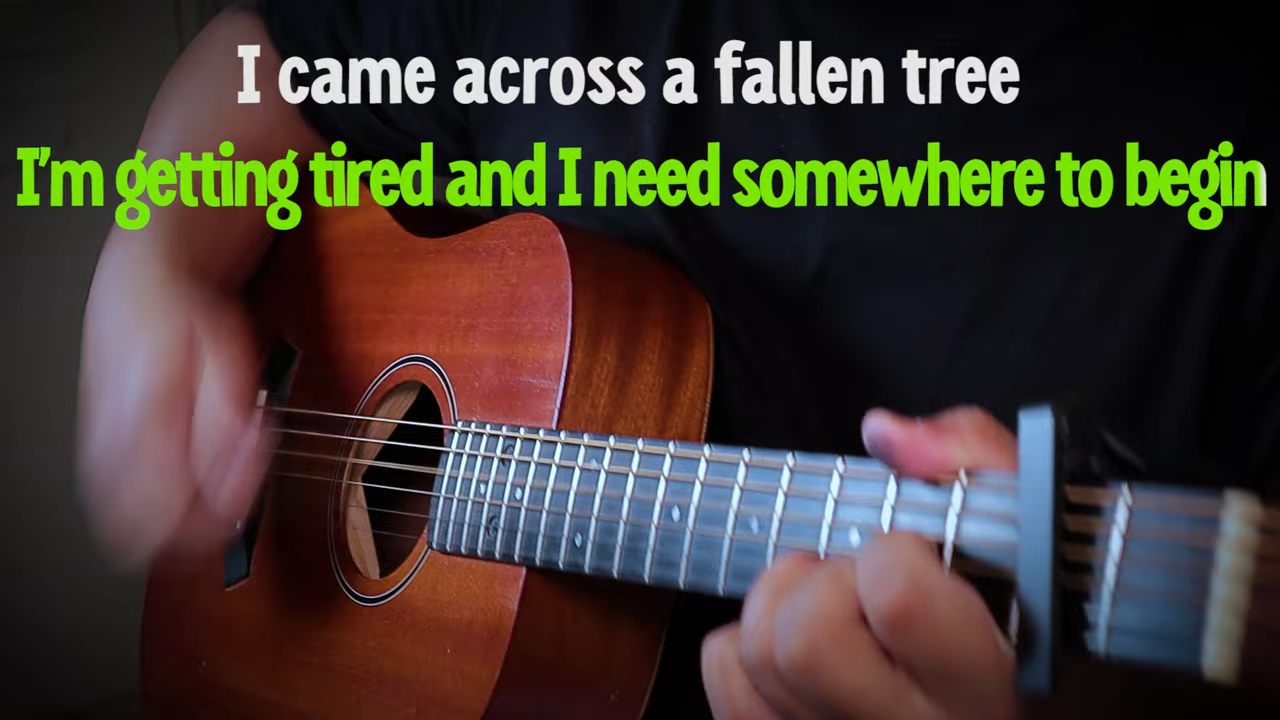 I came across a fallen tree
I'm getting tired and I need somewhere to begin